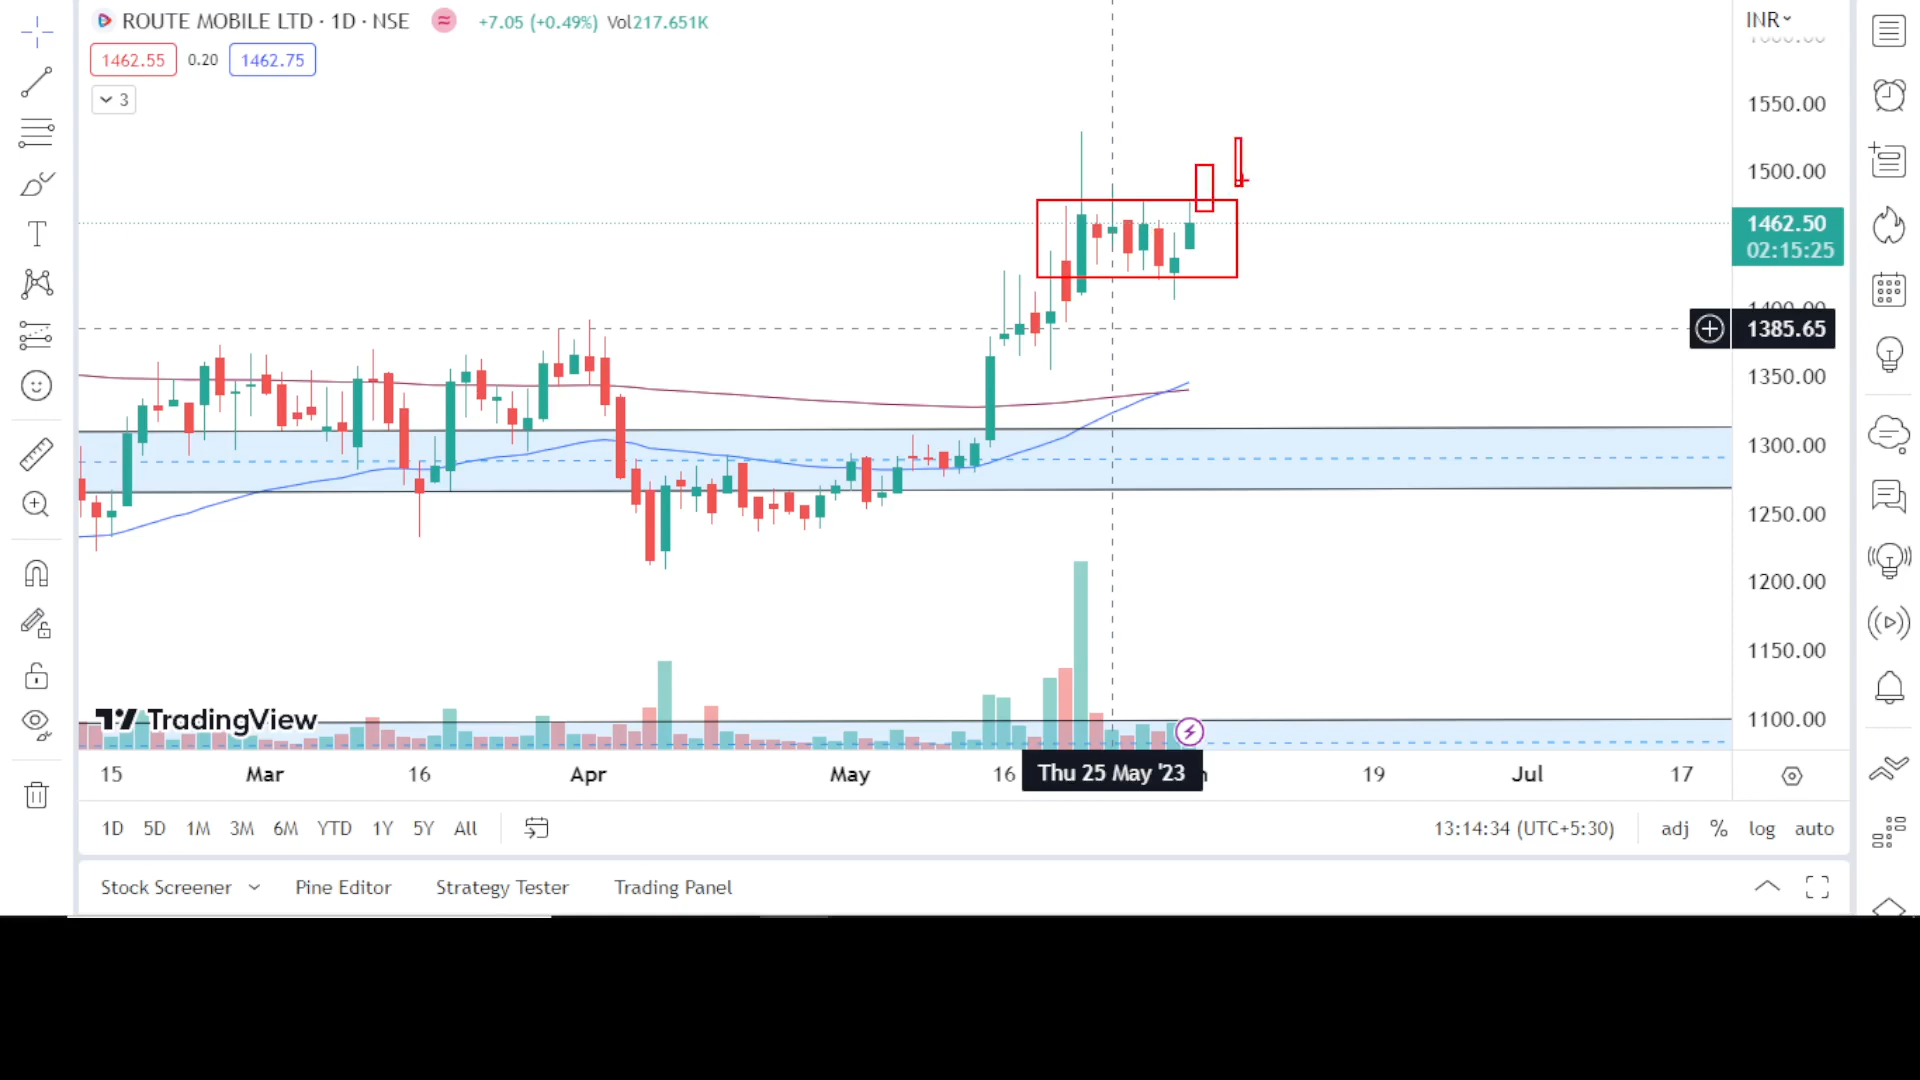 ROUTE MOBILE LTD · 1D · NSE +7.05 (+0.49%) Vol217.651K
INR
1462.55 0.20 1462.75
3
1550.00
1500.00
1462.50
02:15:25
1385.65
1350.00
1300.00
1250.00
1200.00
1150.00
1100.00
TradingView
15 Mar 16 Apr May 16 Thu 25 May '23 19 Jul 17
1D 5D 1M 3M 6M YTD 1Y 5Y All 13:14:34 (UTC+5:30) adj % log auto
Stock Screener Pine Editor Strategy Tester Trading Panel